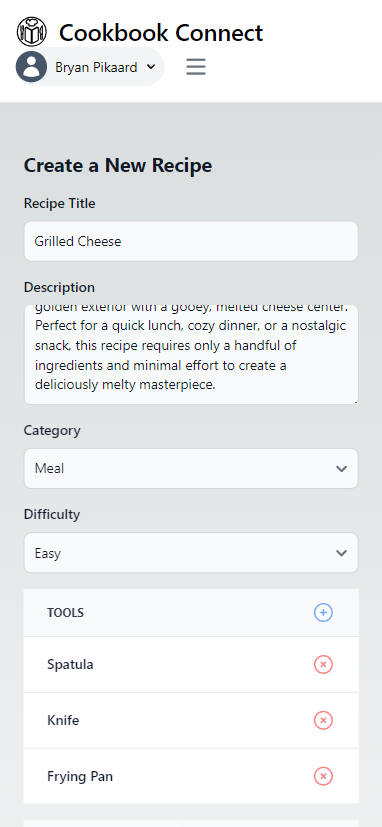 Cookbook Connect
Bryan Pikaard
Create a New Recipe
Recipe Title
Grilled Cheese
Description
golden exterior with a gooey, melted cheese center.
Perfect for a quick lunch, cozy dinner, or a nostalgic
snack, this recipe requires only a handful of
ingredients and minimal effort to create a
deliciously melty masterpiece.
Category
Meal
Difficulty
Easy
TOOLS
Spatula
Knife
Frying Pan